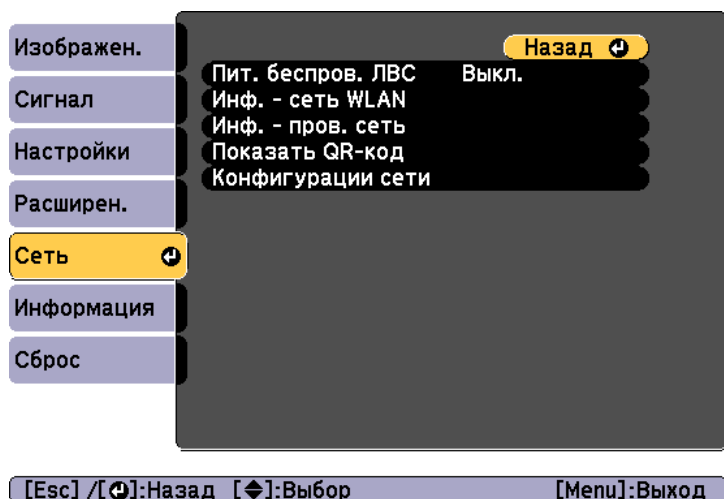 Изображен.
Сигнал
Настройки
Расширен.
Сеть
Информация
Сброс
Назад
Пит. беспров. ЛВС Выкл.
Инф. - сеть WLAN
Инф. - пров. сеть
Показать QR-код
Конфигурации сети
[Esc] /[⏎]:Назад [◆]:Выбор [Menu]:Выход